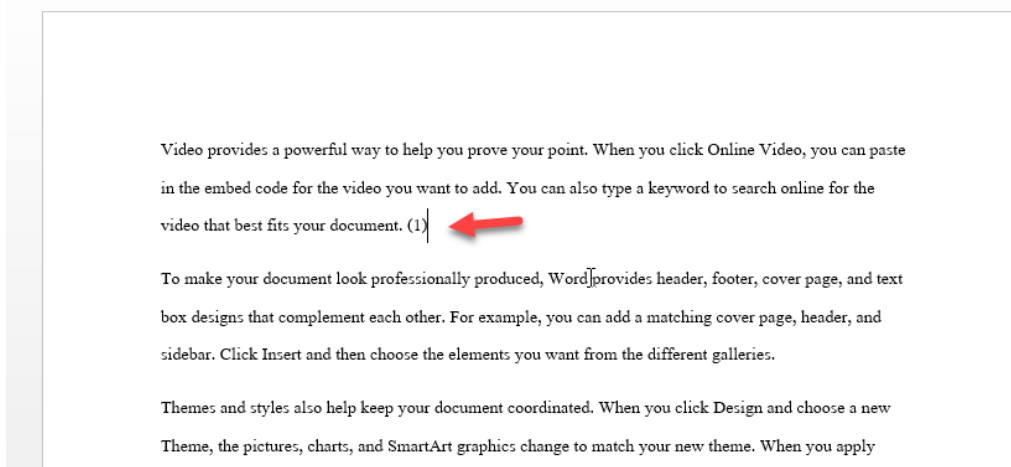 Video provides a powerful way to help you prove your point. When you click Online Video, you can paste
in the embed code for the video you want to add. You can also type a keyword to search online for the
video that best fits your document. (1)
To make your document look professionally produced, Word provides header, footer, cover page, and text
box designs that complement each other. For example, you can add a matching cover page, header, and
sidebar. Click Insert and then choose the elements you want from the different galleries.
Themes and styles also help keep your document coordinated. When you click Design and choose a new
Theme, the pictures, charts, and SmartArt graphics change to match your new theme. When you apply